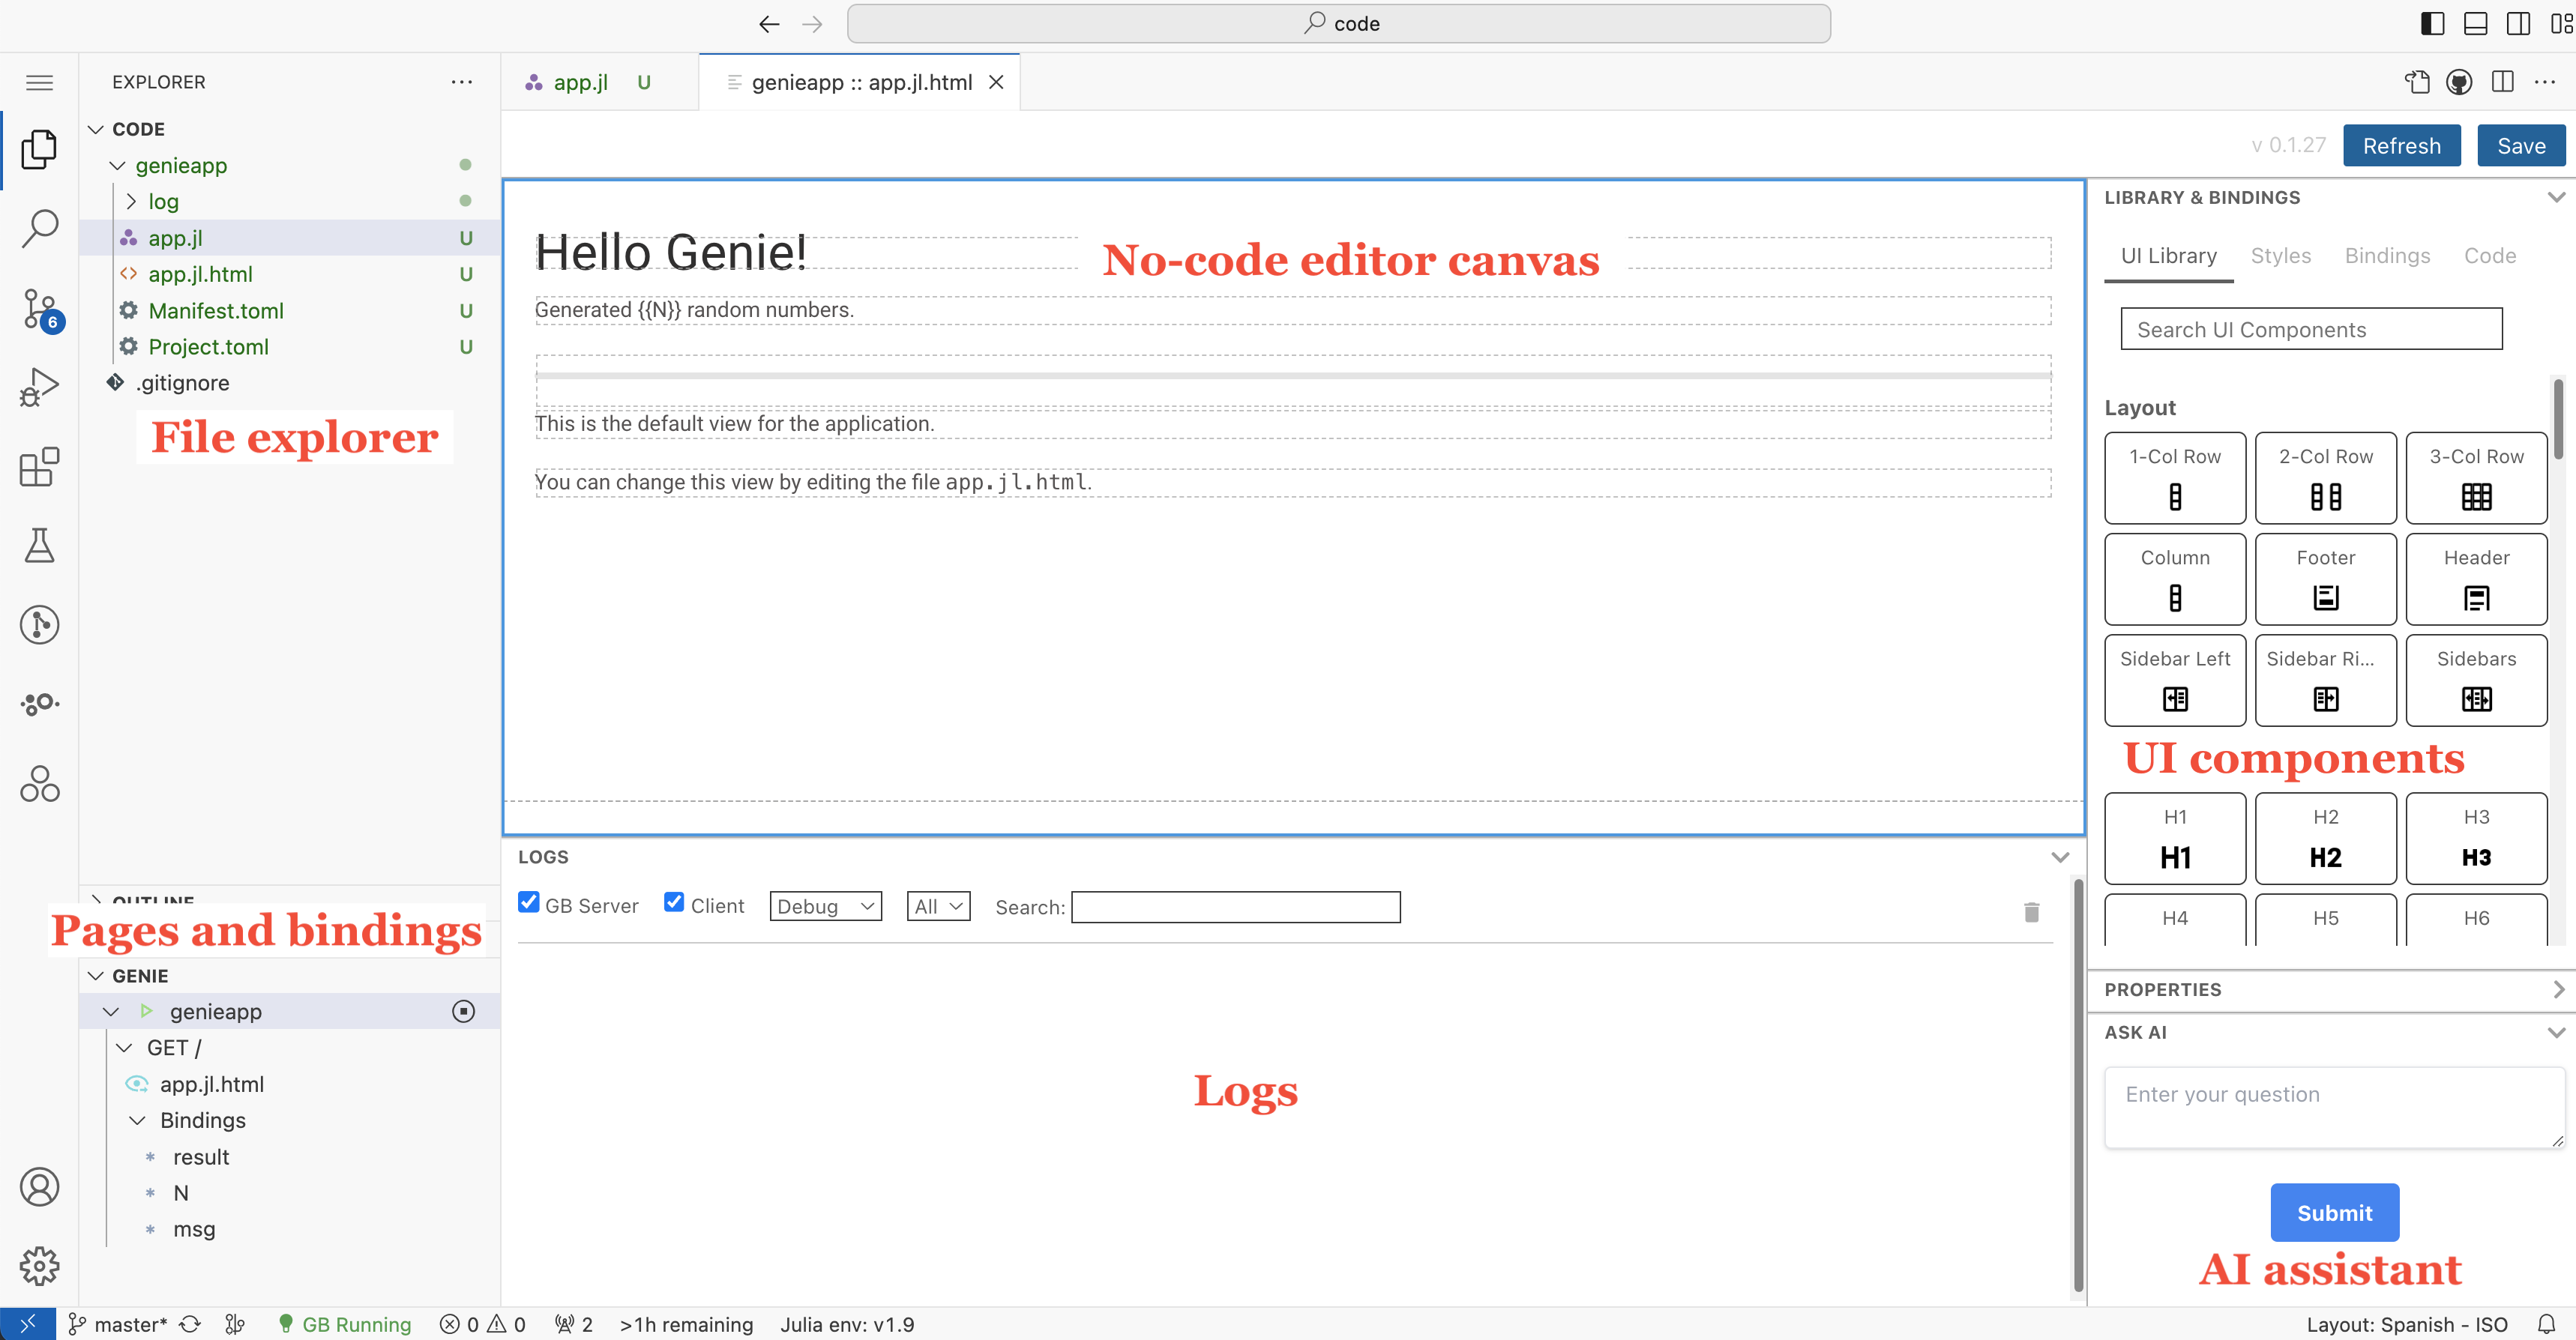 code
EXPLORER
CODE
genieapp
log
app.jl U
app.jl.html U
Manifest.toml U
Project.toml U
.gitignore
File explorer
6
OUTLINE
Pages and bindings
GENIE
genieapp
GET /
app.jl.html
Bindings
* result
* N
* msg
app.jl U
genieapp :: app.jl.html
v 0.1.27
Refresh
Save
Hello Genie!
No-code editor canvas
Generated {{N}} random numbers.
This is the default view for the application.
You can change this view by editing the file app.jl.html.
LOGS
GB Server Client Debug All Search:
Logs
LIBRARY & BINDINGS
UI Library Styles Bindings Code
Search UI Components
Layout
1-Col Row 2-Col Row 3-Col Row
Column Footer Header
Sidebar Left Sidebar Ri... Sidebars
UI components
H1 H2 H3
H1 H2 H3
H4 H5 H6
PROPERTIES
ASK AI
Enter your question
Submit
AI assistant
master* GB Running 0 0 2 >1h remaining Julia env: v1.9 Layout: Spanish - ISO